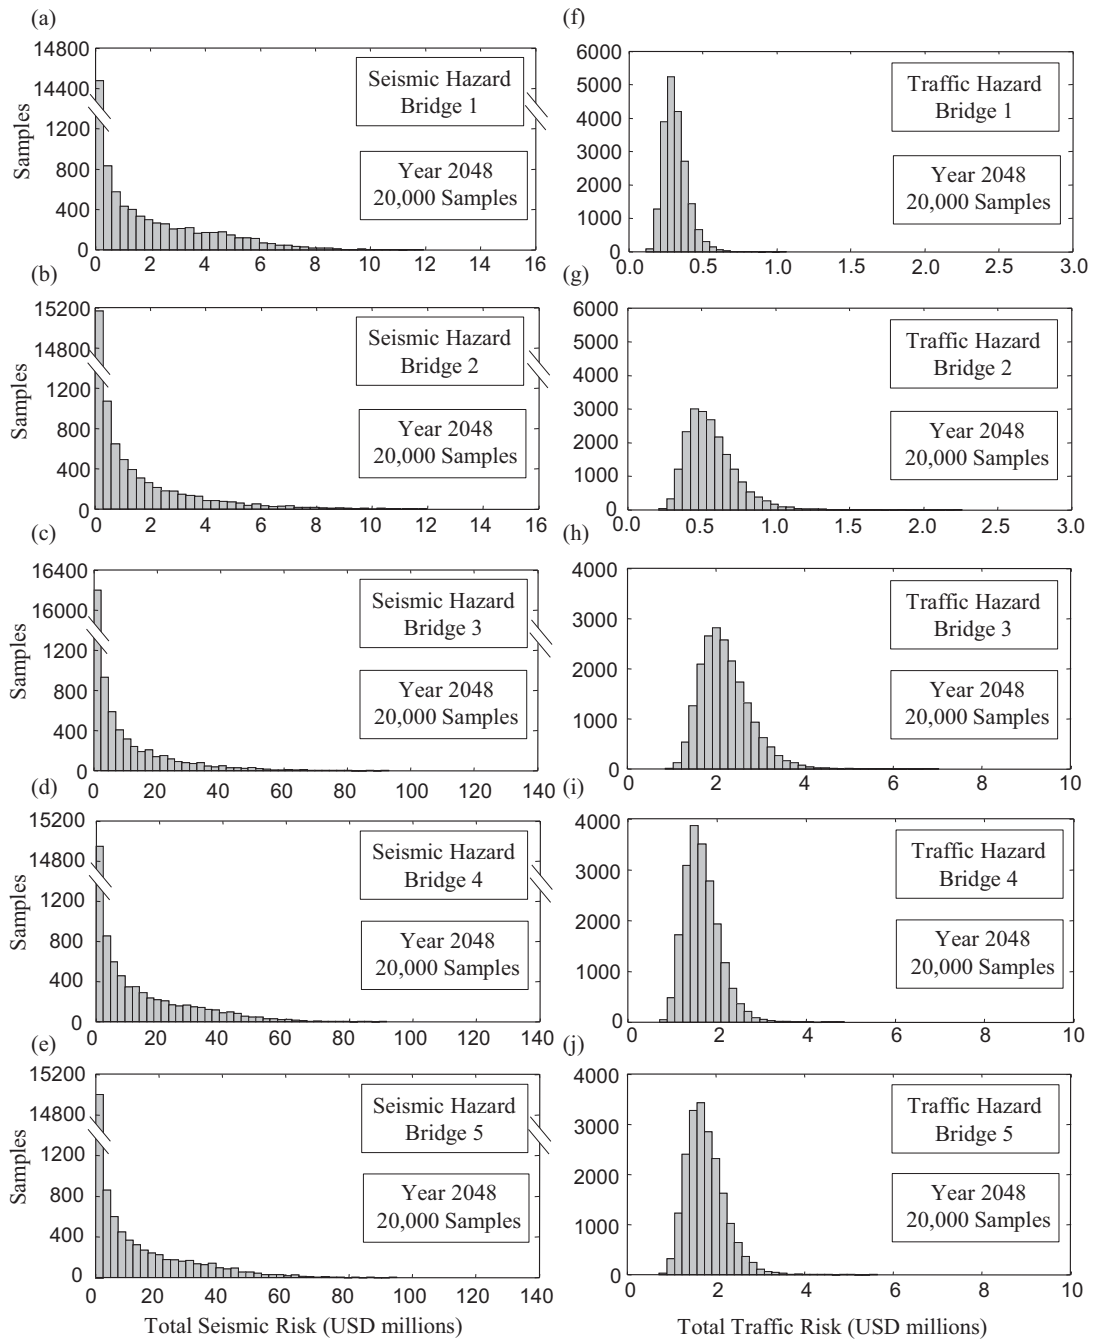 (a)
14800
14400
1200
800
400
0
Samples
Seismic Hazard
Bridge 1
Year 2048
20,000 Samples
0 2 4 6 8 10 12 14 16
(f)
6000
5000
4000
3000
2000
1000
0
Traffic Hazard
Bridge 1
Year 2048
20,000 Samples
0.0 0.5 1.0 1.5 2.0 2.5 3.0
(b)
15200
14800
1200
800
400
0
Samples
Seismic Hazard
Bridge 2
Year 2048
20,000 Samples
0 2 4 6 8 10 12 14 16
(g)
6000
5000
4000
3000
2000
1000
0
Traffic Hazard
Bridge 2
Year 2048
20,000 Samples
0.0 0.5 1.0 1.5 2.0 2.5 3.0
(c)
16400
16000
1200
800
400
0
Samples
Seismic Hazard
Bridge 3
Year 2048
20,000 Samples
0 20 40 60 80 100 120 140
(h)
4000
3000
2000
1000
0
Traffic Hazard
Bridge 3
Year 2048
20,000 Samples
0 2 4 6 8 10
(d)
15200
14800
1200
800
400
0
Samples
Seismic Hazard
Bridge 4
Year 2048
20,000 Samples
0 20 40 60 80 100 120 140
(i)
4000
3000
2000
1000
0
Traffic Hazard
Bridge 4
Year 2048
20,000 Samples
0 2 4 6 8 10
(e)
15200
14800
1200
800
400
0
Samples
Seismic Hazard
Bridge 5
Year 2048
20,000 Samples
0 20 40 60 80 100 120 140
Total Seismic Risk (USD millions)
(j)
4000
3000
2000
1000
0
Traffic Hazard
Bridge 5
Year 2048
20,000 Samples
0 2 4 6 8 10
Total Traffic Risk (USD millions)